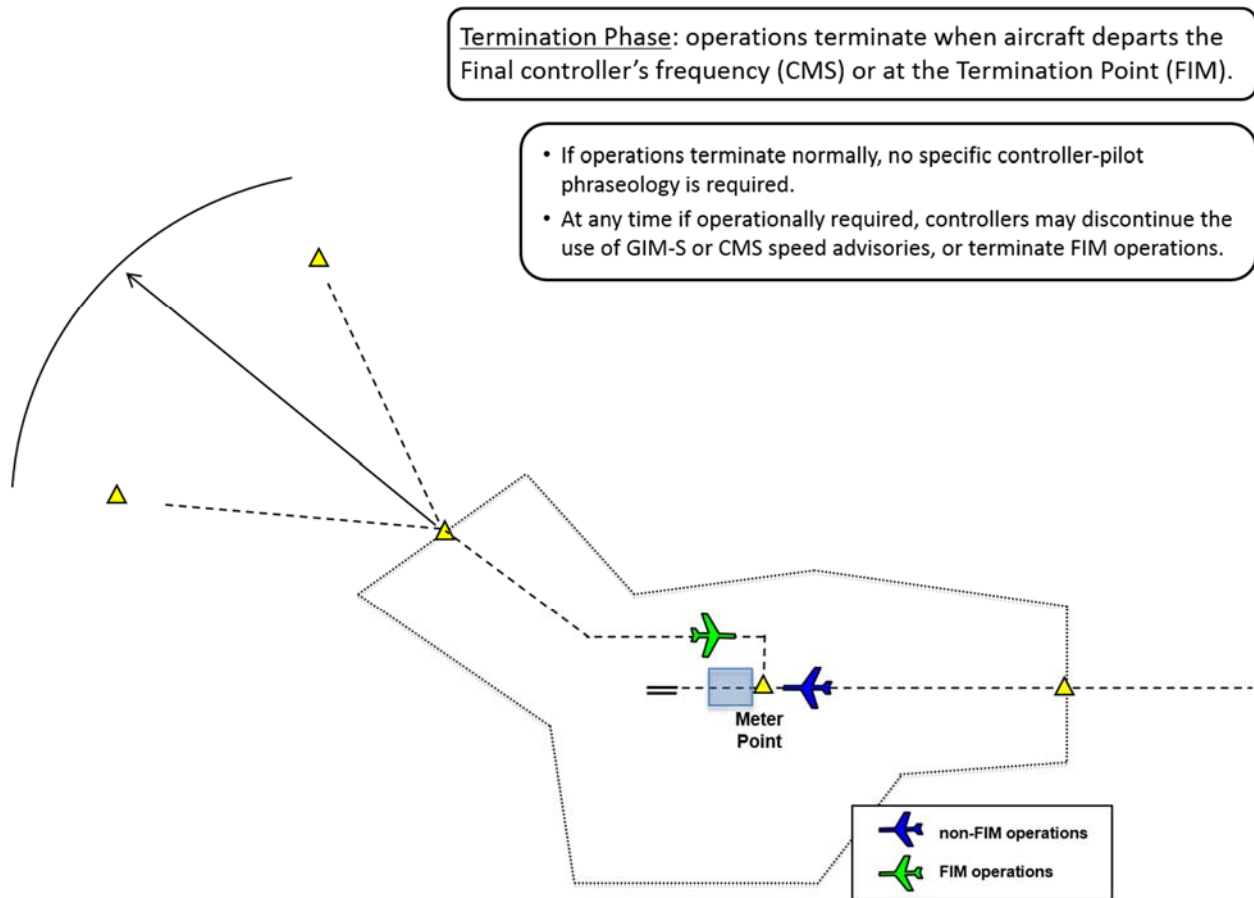 Termination Phase: operations terminate when aircraft departs the
Final controller's frequency (CMS) or at the Termination Point (FIM).
• If operations terminate normally, no specific controller-pilot
phraseology is required.
• At any time if operationally required, controllers may discontinue the
use of GIM-S or CMS speed advisories, or terminate FIM operations.
Meter
Point
non-FIM operations
FIM operations